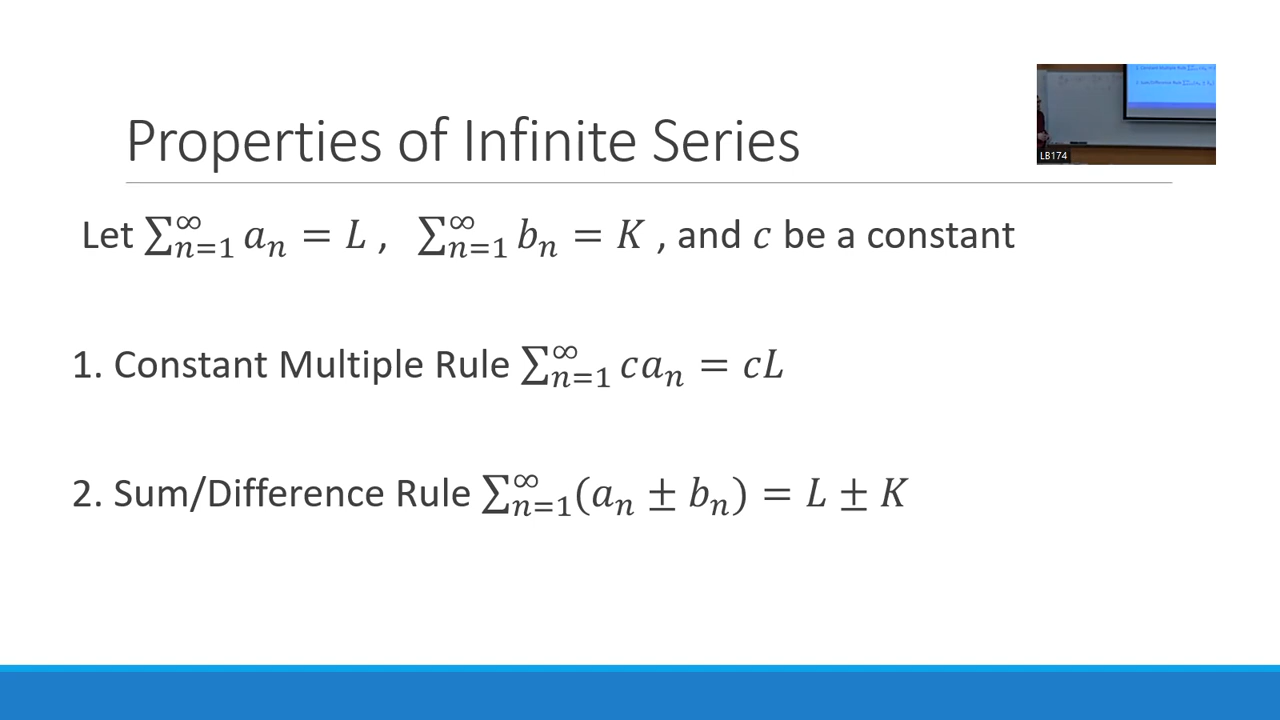 Properties of Infinite Series
LB174
Let ∑_{n=1}^{∞} a_n = L , ∑_{n=1}^{∞} b_n = K , and c be a constant
1. Constant Multiple Rule ∑_{n=1}^{∞} ca_n = cL
2. Sum/Difference Rule ∑_{n=1}^{∞}(a_n ± b_n) = L ± K